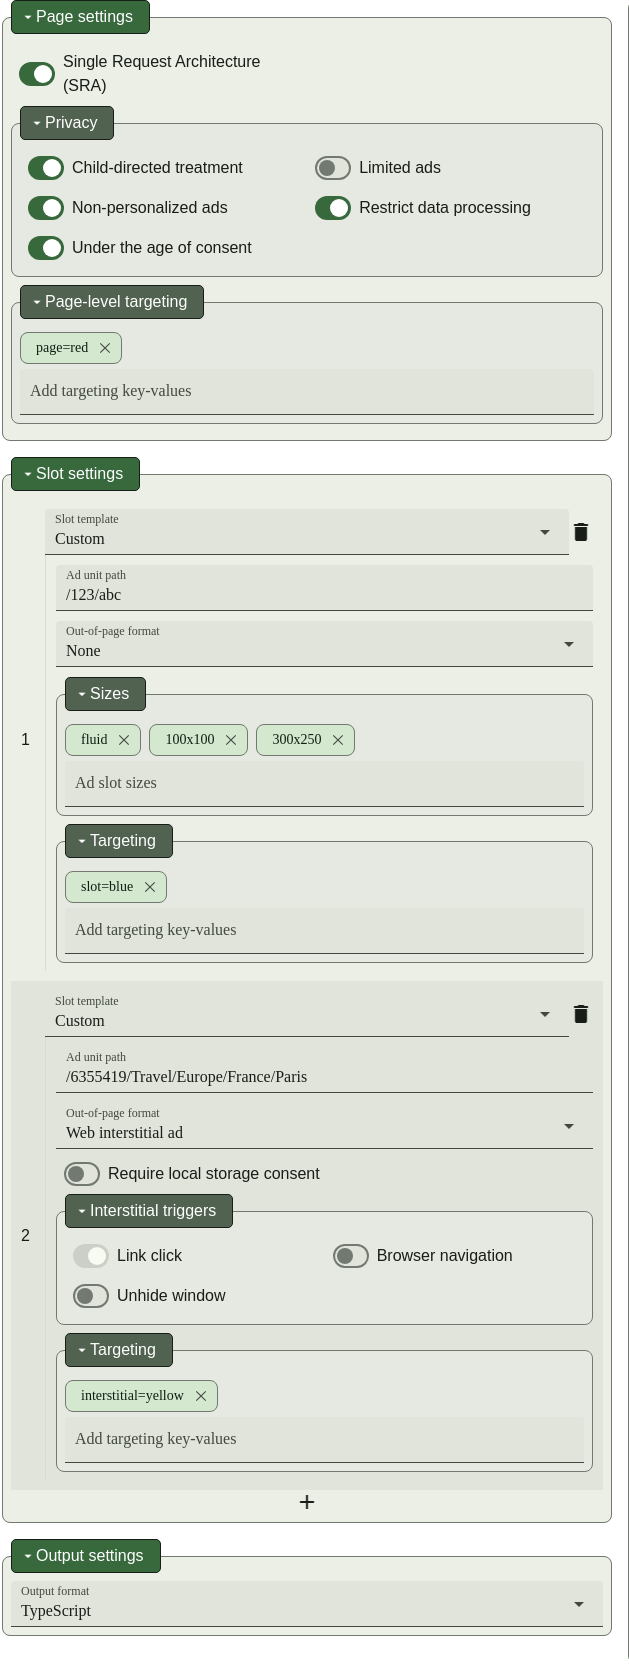 Page settings
Single Request Architecture
(SRA)
Privacy
Child-directed treatment
Limited ads
Non-personalized ads
Restrict data processing
Under the age of consent
Page-level targeting
page=red
Add targeting key-values
Slot settings
Slot template
Custom
Ad unit path
/123/abc
Out-of-page format
None
Sizes
1
fluid
100x100
300x250
Ad slot sizes
Targeting
slot=blue
Add targeting key-values
Slot template
Custom
Ad unit path
/6355419/Travel/Europe/France/Paris
Out-of-page format
Web interstitial ad
Require local storage consent
Interstitial triggers
2
Link click
Browser navigation
Unhide window
Targeting
interstitial=yellow
Add targeting key-values
+
Output settings
Output format
TypeScript